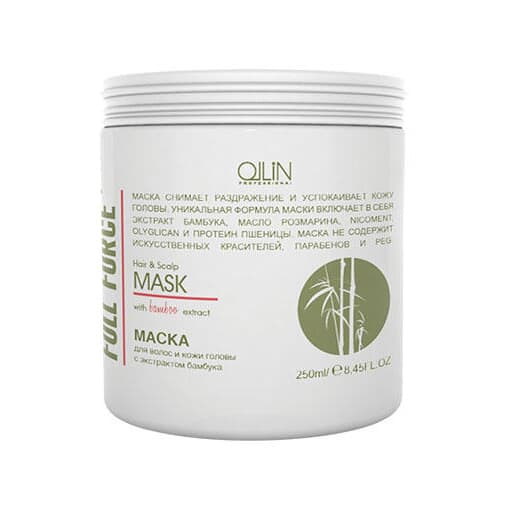 OLLIN
PROFESSIONAL
МАСКА СНИМАЕТ РАЗДРАЖЕНИЕ И УСПОКАИВАЕТ КОЖУ
ГОЛОВЫ. УНИКАЛЬНАЯ ФОРМУЛА МАСКИ ВКЛЮЧАЕТ В СЕБЯ
ЭКСТРАКТ БАМБУКА, МАСЛО РОЗМАРИНА, NICOMENT,
OLYGLICAN И ПРОТЕИН ПШЕНИЦЫ. МАСКА НЕ СОДЕРЖИТ
ИСКУССТВЕННЫХ КРАСИТЕЛЕЙ, ПАРАБЕНОВ И PEG
FULL FORCE
Hair & Scalp
MASK
with bamboo extract
МАСКА
для волос и кожи головы
с экстрактом бамбука
250ml/ ℮ 8,45FL.OZ